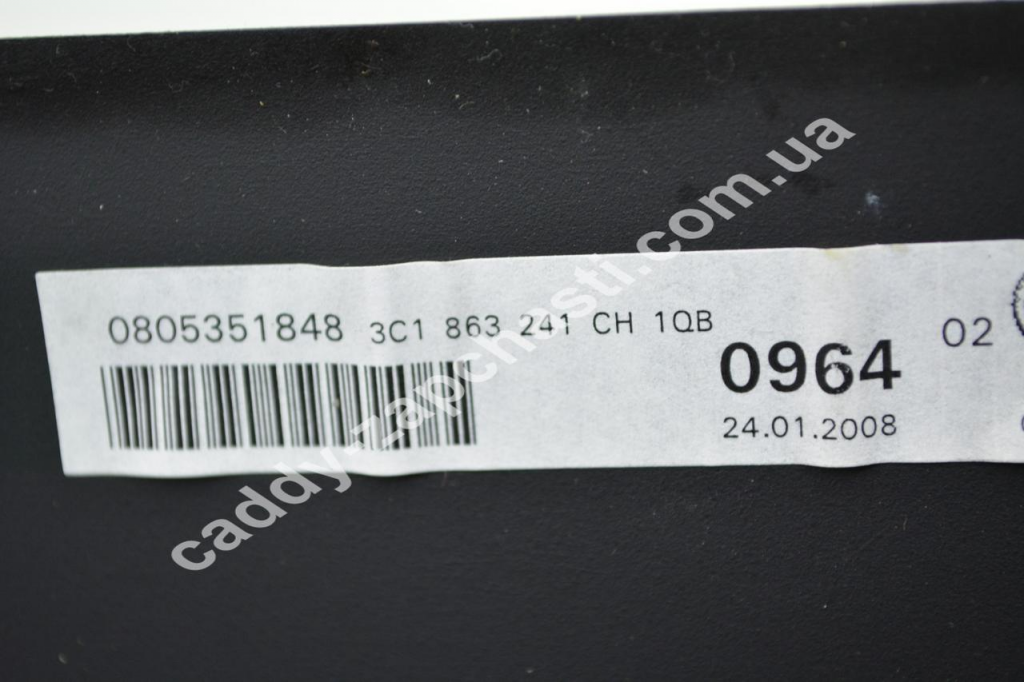 0805351848 3C1 863 241 CH 1QB
0964
02
24.01.2008
caddy-zapchasti.com.ua